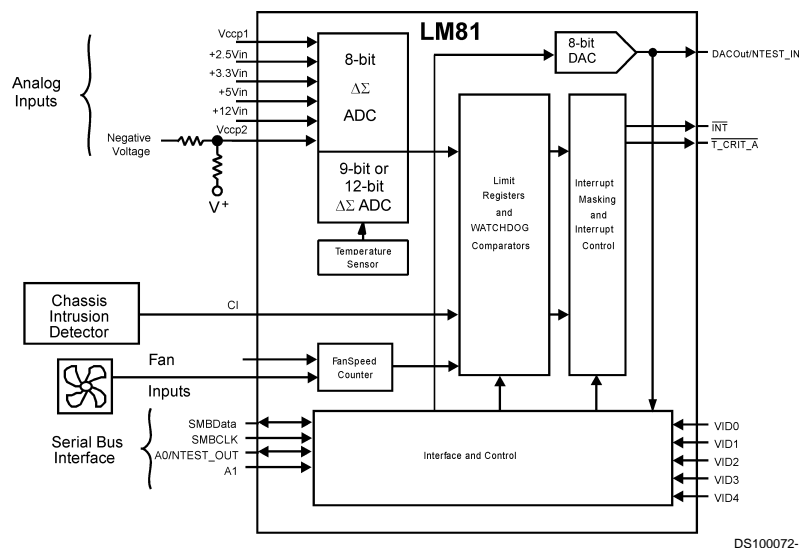 LM81
Vccp1
+2.5Vin
+3.3Vin
+5Vin
+12Vin
Vccp2
Analog
Inputs
Negative
Voltage
V+
8-bit
ΔΣ
ADC
9-bit or
12-bit
ΔΣ ADC
Temperature
Sensor
8-bit
DAC
DACOut/NTEST_IN
INT
T_CRIT_A
Limit
Registers
and
WATCHDOG
Comparators
Interrupt
Masking
and
Interrupt
Control
Chassis
Intrusion
Detector
CI
Fan
Inputs
FanSpeed
Counter
Serial Bus
Interface
SMBData
SMBCLK
A0/NTEST_OUT
A1
Interface and Control
VID0
VID1
VID2
VID3
VID4
DS100072-